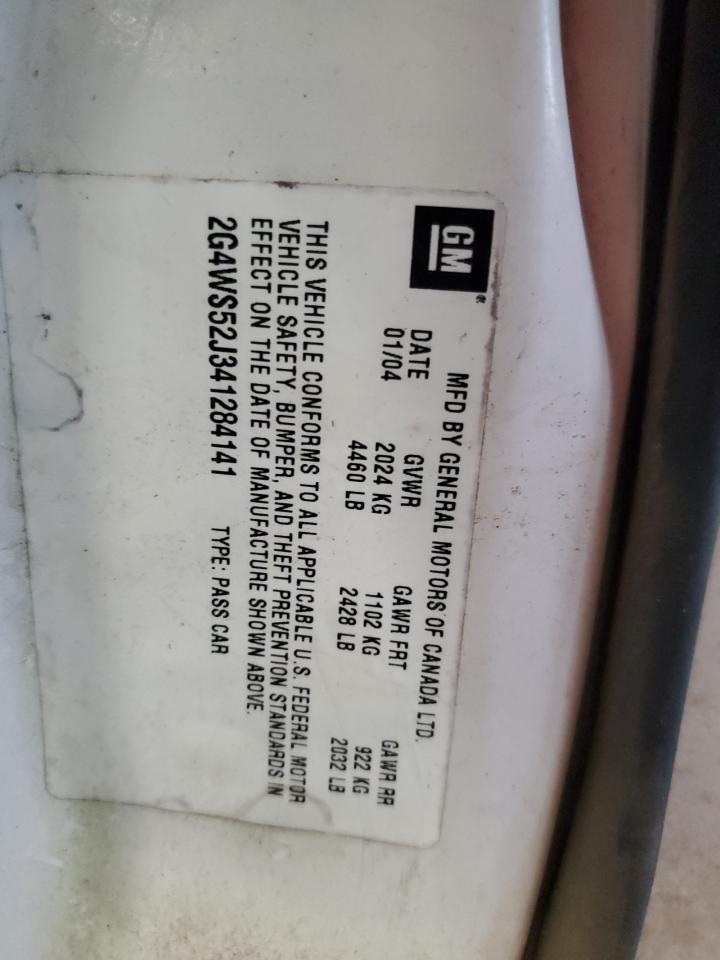 GM®
MFD BY GENERAL MOTORS OF CANADA LTD.
DATE GVWR GAWR FRT GAWR RR
01/04 2024 KG 1102 KG 922 KG
4460 LB 2428 LB 2032 LB
THIS VEHICLE CONFORMS TO ALL APPLICABLE U.S. FEDERAL MOTOR
VEHICLE SAFETY, BUMPER, AND THEFT PREVENTION STANDARDS IN
EFFECT ON THE DATE OF MANUFACTURE SHOWN ABOVE.
2G4WS52J341284141 TYPE: PASS CAR